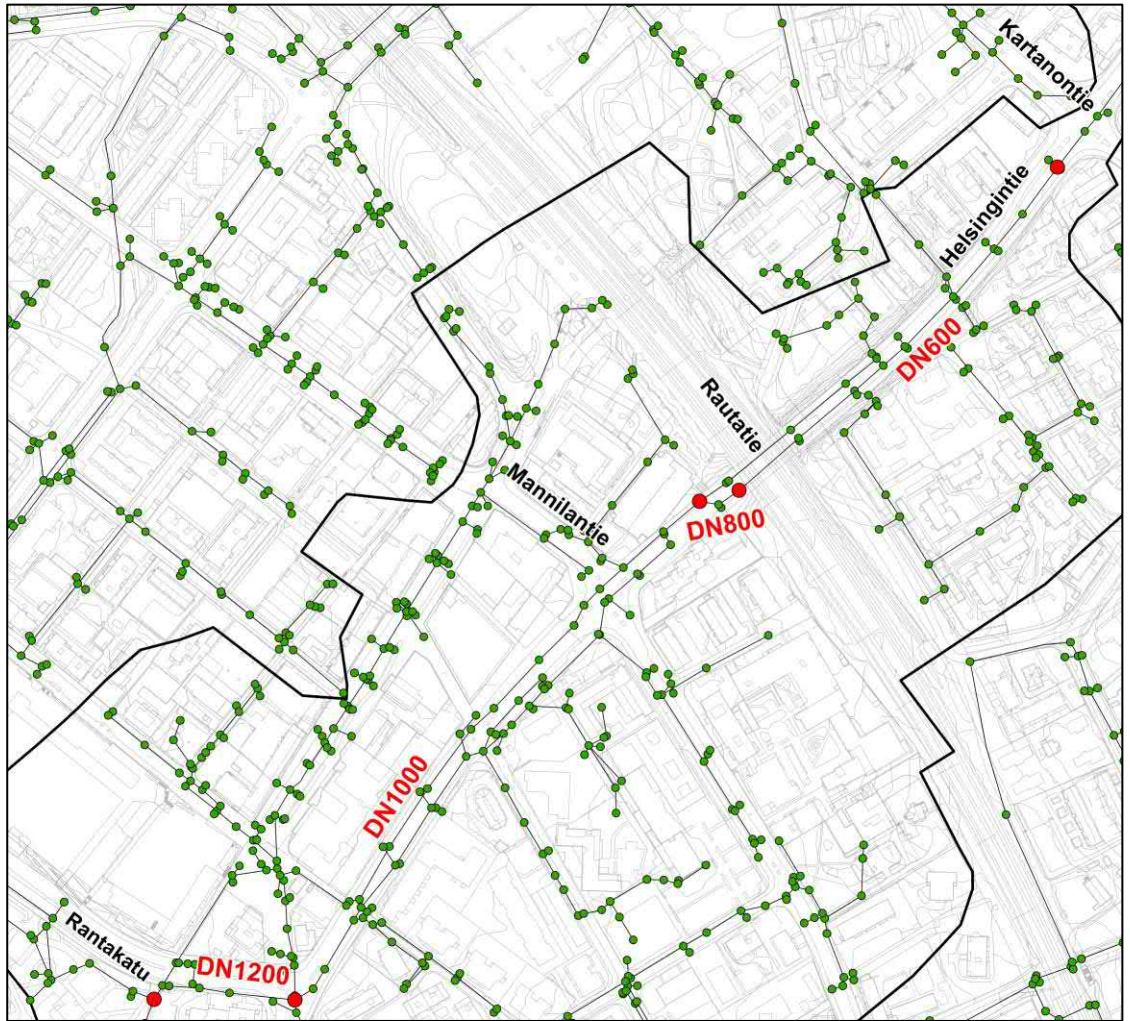 Kartanontie
Helsingintie
DN600
Rautatie
Mannilantie
DN800
DN1000
Rantakatu
DN1200